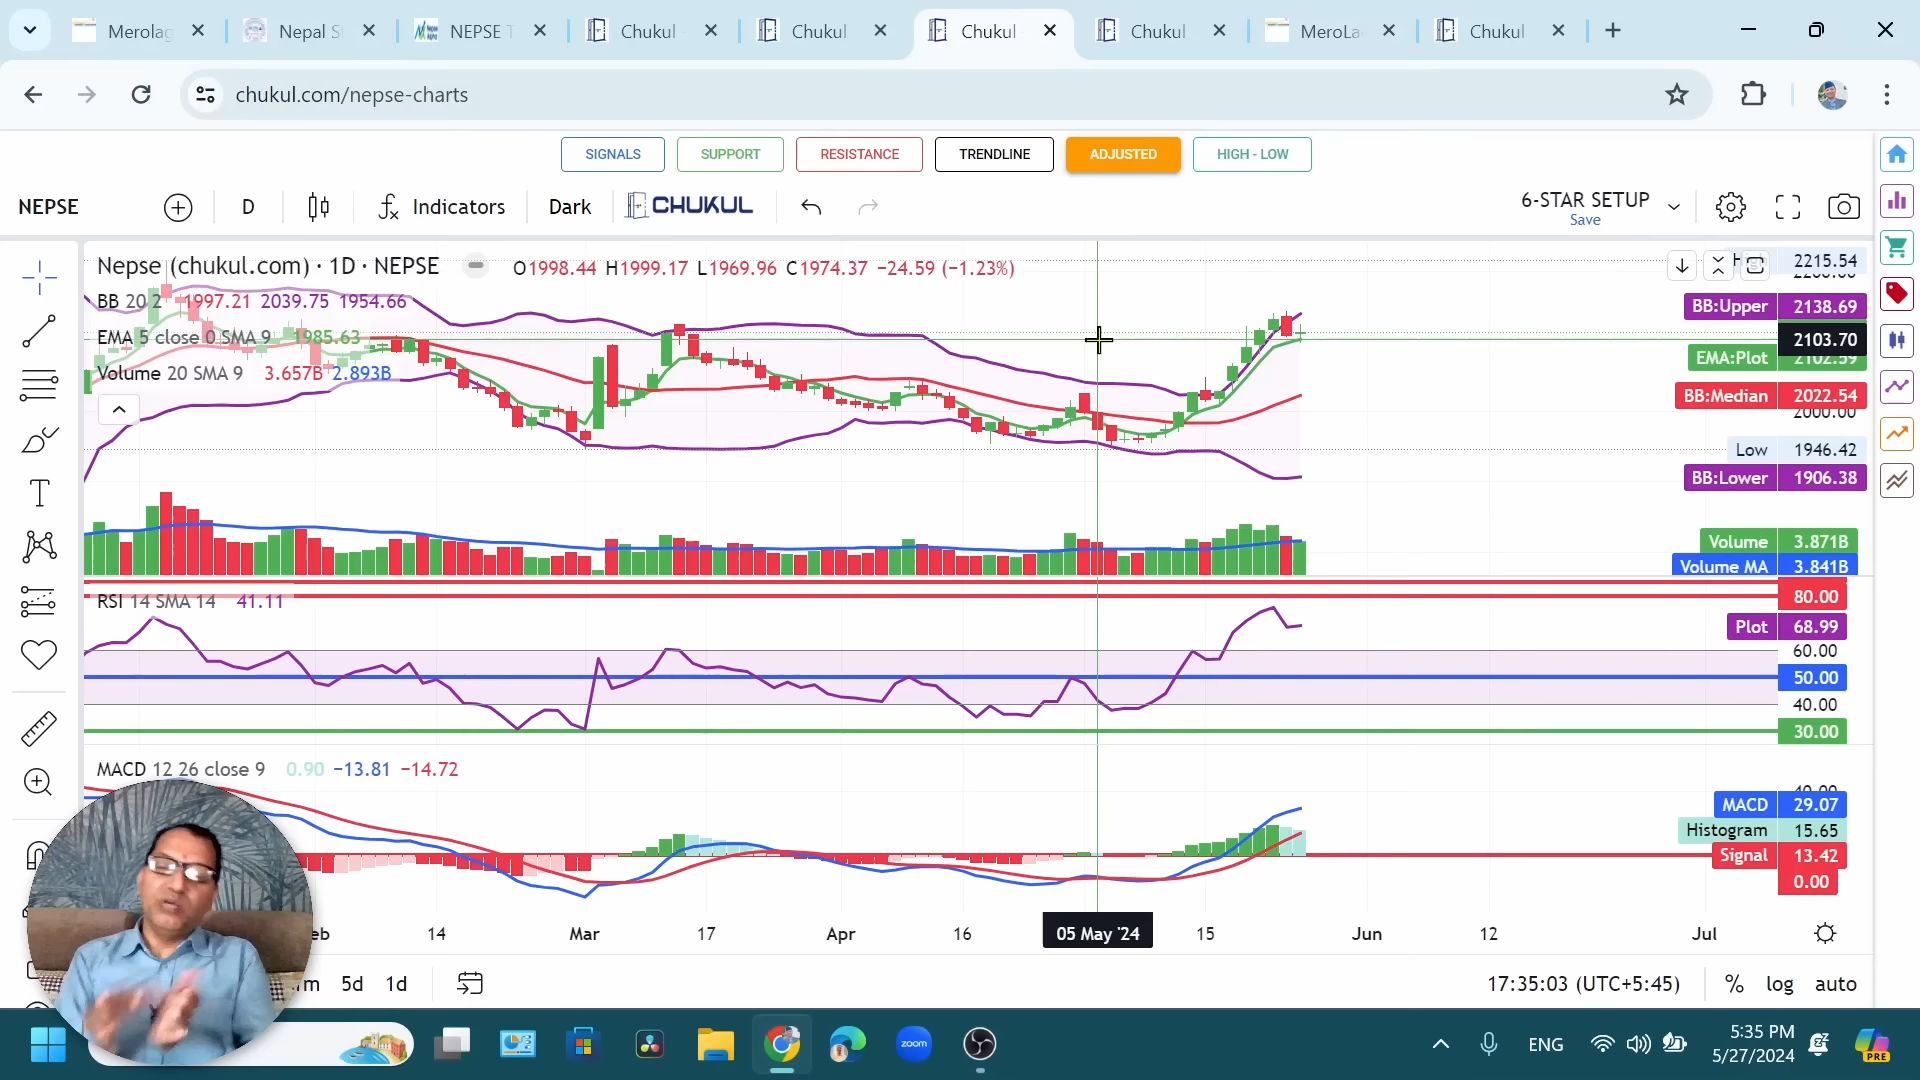 Merolag
Nepal S
NEPSE T
Chukul
Chukul
Chukul
Chukul
MeroLa
Chukul
chukul.com/nepse-charts
SIGNALS
SUPPORT
RESISTANCE
TRENDLINE
ADJUSTED
HIGH - LOW
NEPSE
D
Indicators
Dark
CHUKUL
6-STAR SETUP
Save
Nepse (chukul.com) · 1D · NEPSE
O1998.44 H1999.17 L1969.96 C1974.37 −24.59 (−1.23%)
BB 20 2 1997.21 2039.75 1954.66
EMA 5 close 0 SMA 9 1985.63
Volume 20 SMA 9 3.657B 2.893B
2215.54
BB:Upper 2138.69
2103.70
EMA:Plot 2102.59
BB:Median 2022.54
2000.00
Low 1946.42
BB:Lower 1906.38
Volume 3.871B
Volume MA 3.841B
RSI 14 SMA 14 41.11
80.00
Plot 68.99
60.00
50.00
40.00
30.00
MACD 12 26 close 9 0.90 −13.81 −14.72
MACD 29.07
Histogram 15.65
Signal 13.42
0.00
eb
14
Mar
17
Apr
16
05 May '24
15
Jun
12
Jul
m
5d
1d
17:35:03 (UTC+5:45)
%
log
auto
zoom
ENG
5:35 PM
5/27/2024
PRE